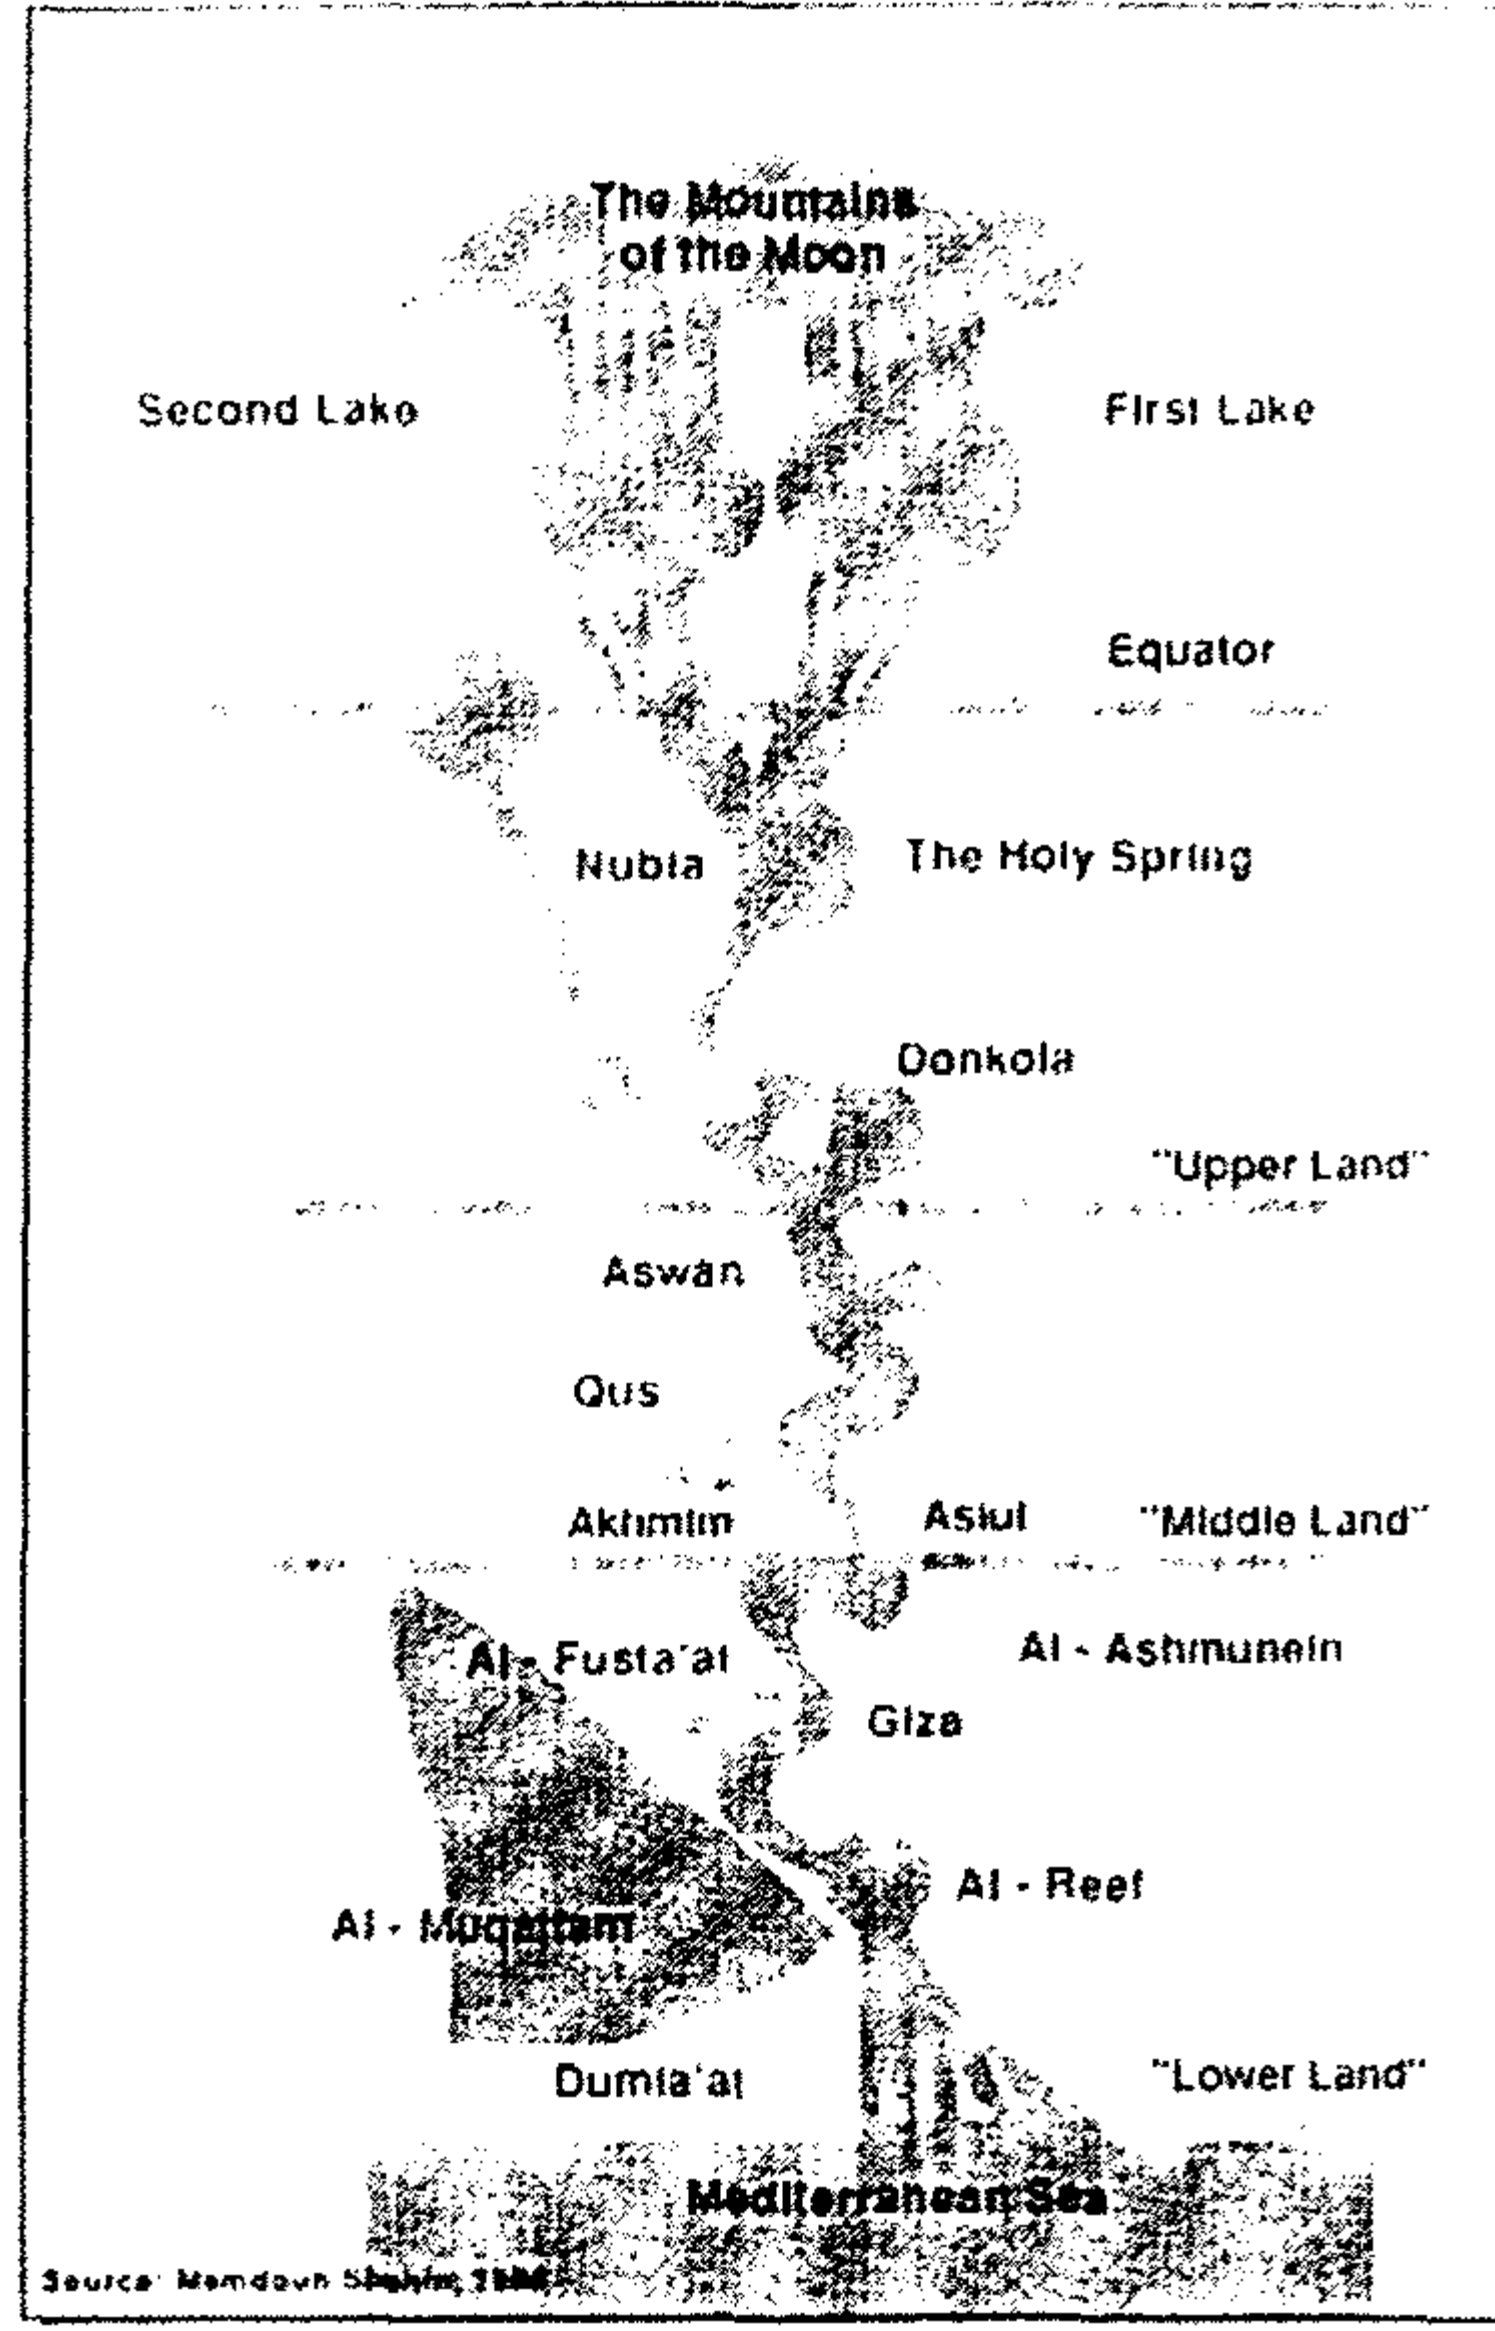 The Mountains
of the Moon
Second Lake
First Lake
Equator
Nubia
The Holy Spring
Donkola
"Upper Land"
Aswan
Qus
Akhmim
Asiut
"Middle Land"
Al - Fusta'at
Al - Ashmunein
Giza
Al - Reef
Al - Muqattam
Dumia'at
"Lower Land"
Mediterranean Sea
Source: Mamdouh